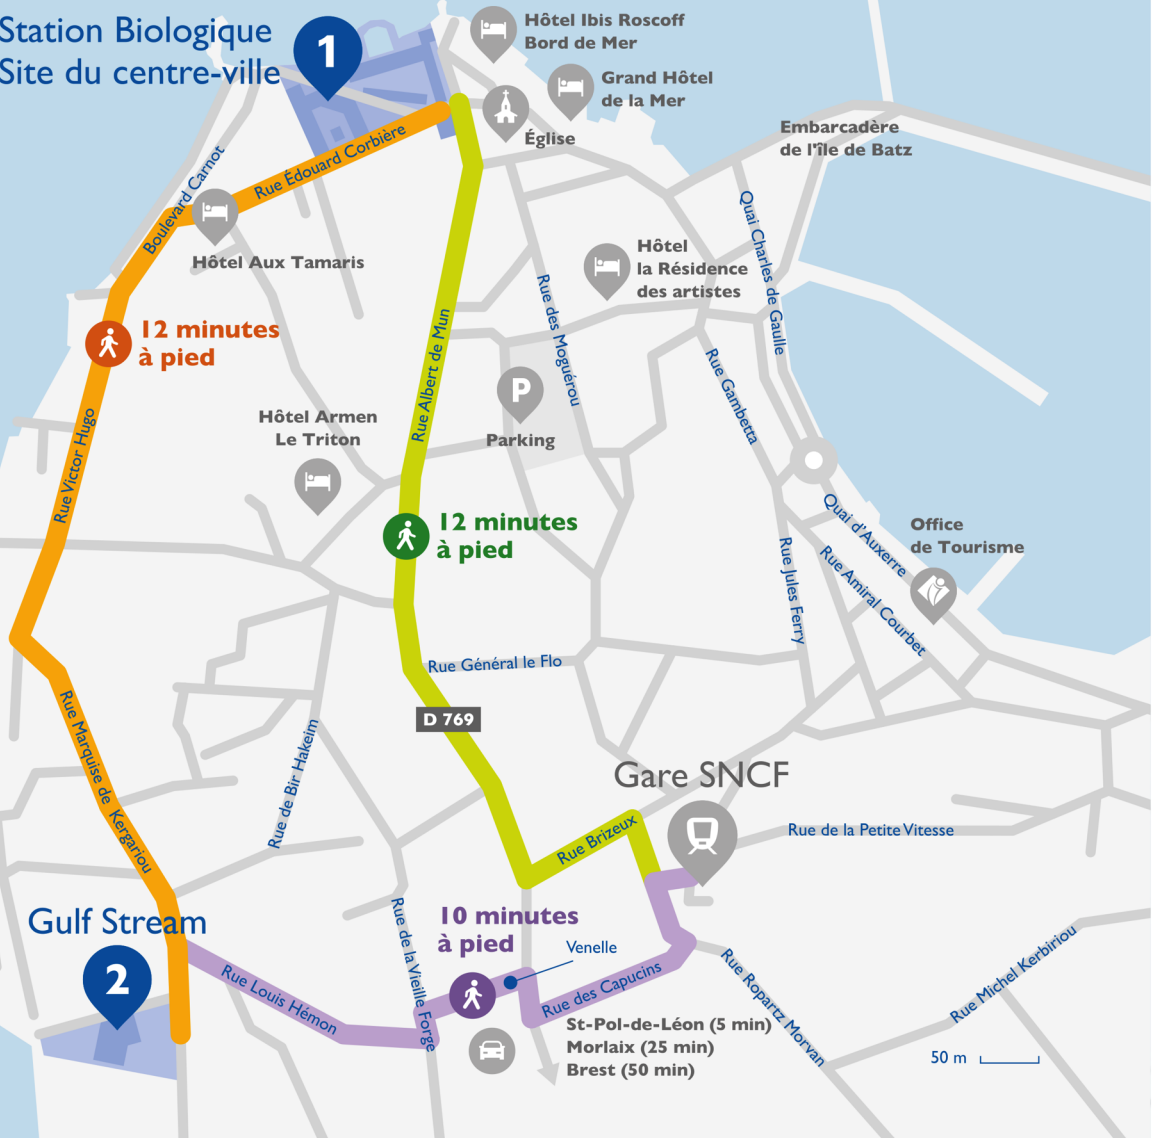 Station Biologique
Site du centre-ville
1
Hôtel Ibis Roscoff
Bord de Mer
Grand Hôtel
de la Mer
Église
Embarcadère
de l'île de Batz
Rue Édouard Corbière
Boulevard Carnot
Hôtel Aux Tamaris
Quai Charles de Gaulle
Hôtel
la Résidence
des artistes
Rue des Moguérou
12 minutes
à pied
Rue Albert de Mun
Rue Gambetta
P
Parking
Hôtel Armen
Le Triton
Rue Victor Hugo
12 minutes
à pied
Quai d'Auxerre
Office
de Tourisme
Rue Jules Ferry
Rue Amiral Courbet
Rue Général le Flo
D 769
Rue Marquise de Kergariou
Rue de Bir Hakeim
Gare SNCF
Rue Brizeux
Rue de la Petite Vitesse
Gulf Stream
2
10 minutes
à pied
Venelle
Rue de la Vieille Forge
Rue Louis Hémon
Rue des Capucins
Rue Ropartz Morvan
Rue Michel Kerbiriou
St-Pol-de-Léon (5 min)
Morlaix (25 min)
Brest (50 min)
50 m